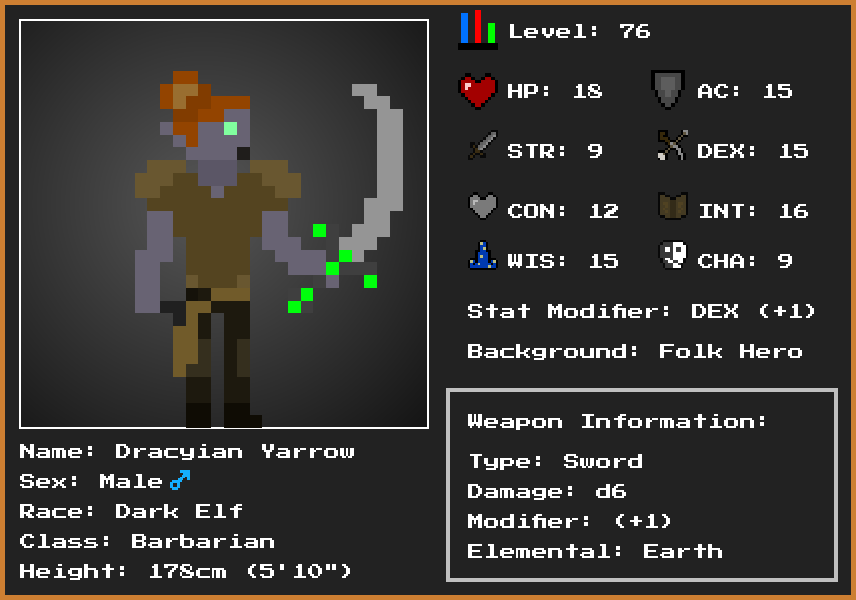 Level: 76
HP: 18
AC: 15
STR: 9
DEX: 15
CON: 12
INT: 16
WIS: 15
CHA: 9
Stat Modifier: DEX (+1)
Background: Folk Hero
Weapon Information:
Type: Sword
Damage: d6
Modifier: (+1)
Elemental: Earth
Name: Dracyian Yarrow
Sex: Male♂
Race: Dark Elf
Class: Barbarian
Height: 178cm (5'10")